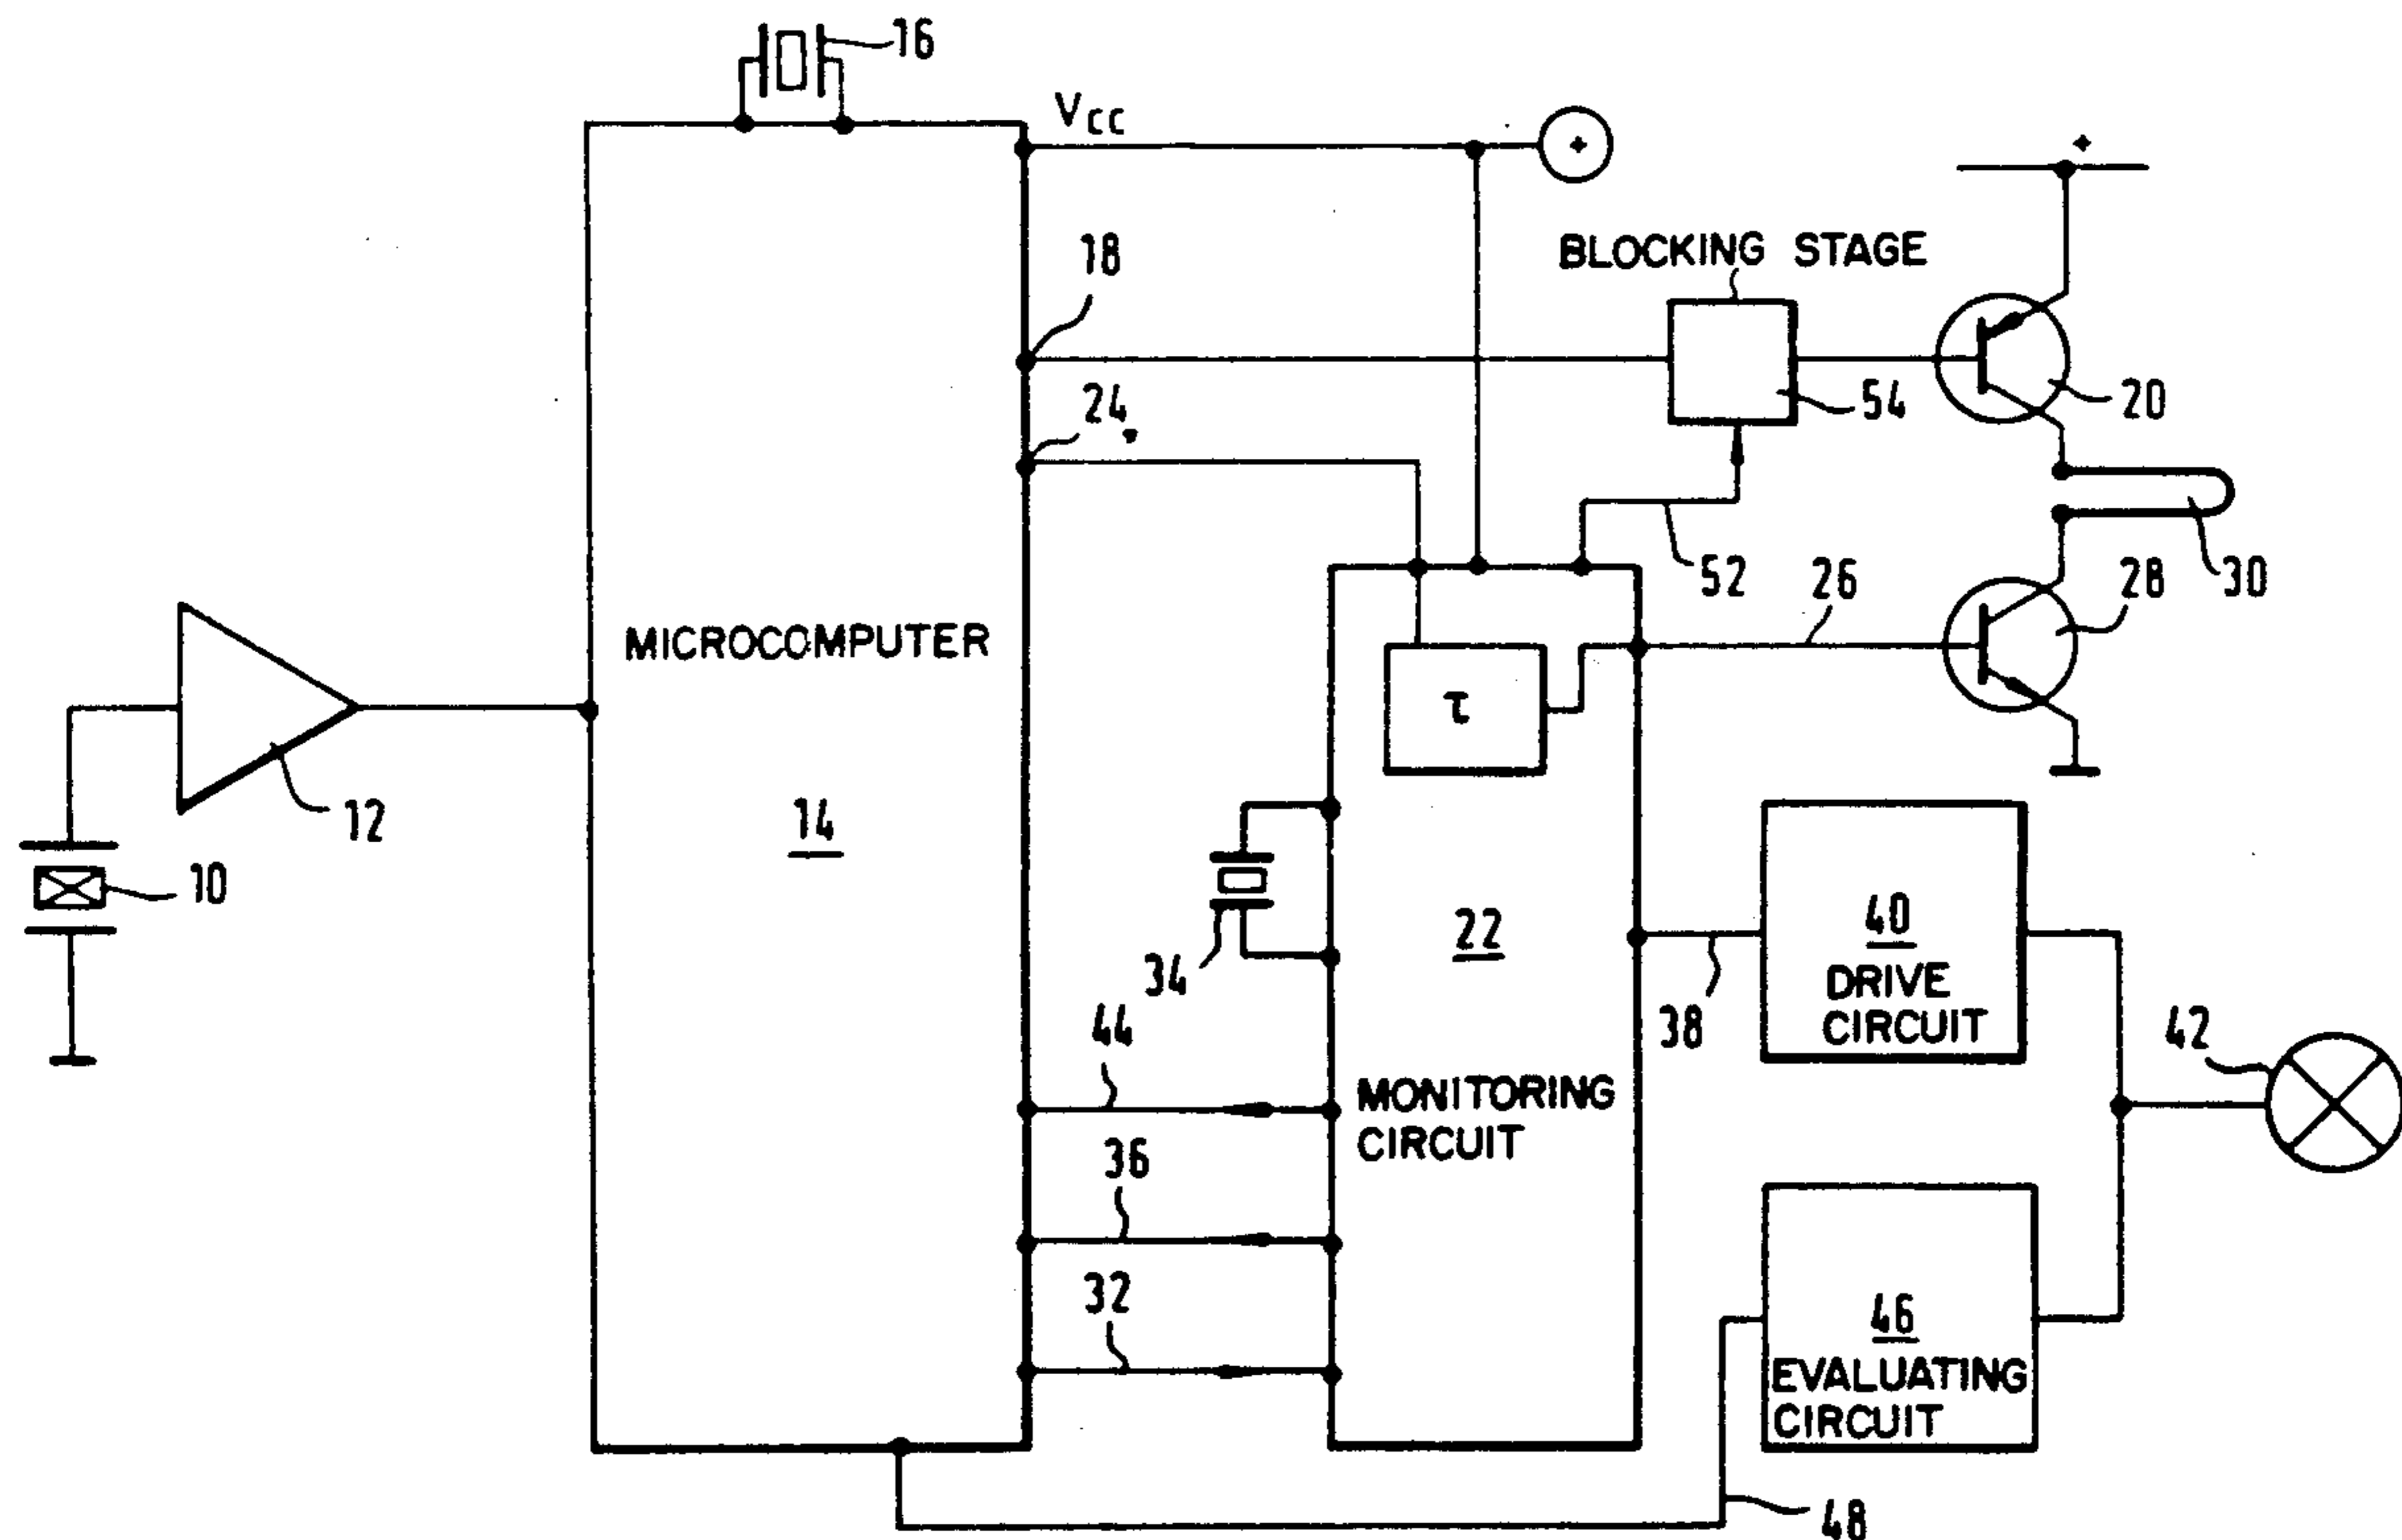 16
Vcc
+
+
18
BLOCKING STAGE
24
54
20
52
26
28
30
MICROCOMPUTER
τ
12
14
10
22
34
40
DRIVE
CIRCUIT
38
42
44
MONITORING
CIRCUIT
36
32
46
EVALUATING
CIRCUIT
48